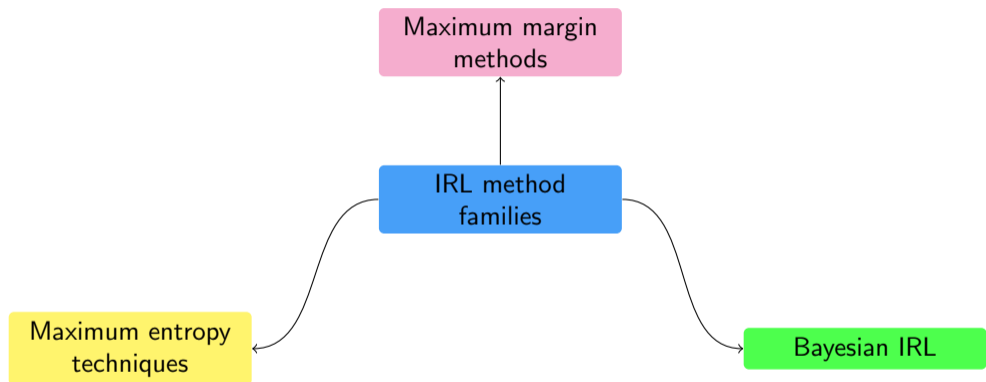 Maximum margin
methods
IRL method
families
Maximum entropy
techniques
Bayesian IRL